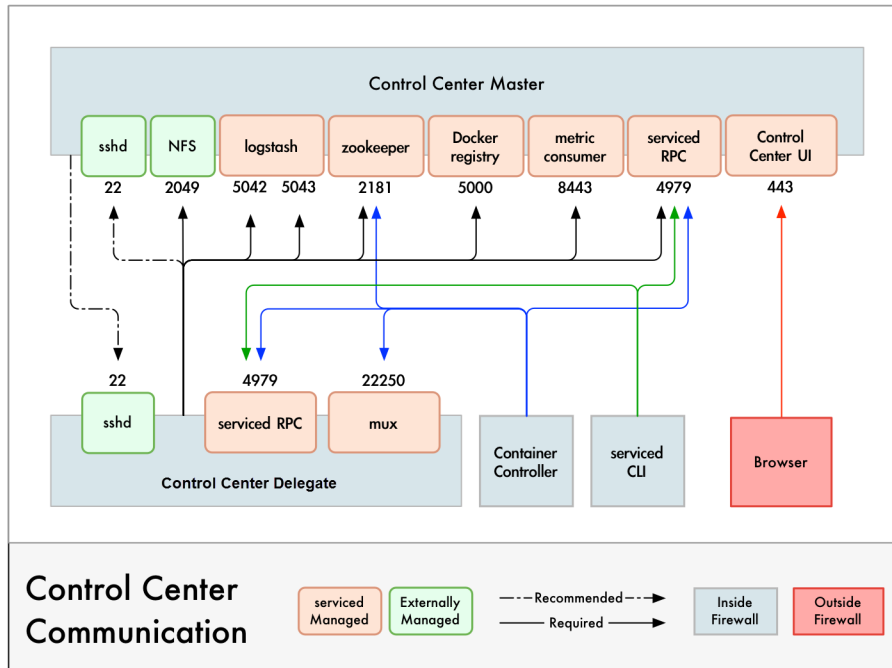 Control Center Master
sshd
NFS
logstash
zookeeper
Docker
registry
metric
consumer
serviced
RPC
Control
Center UI
22
2049
5042
5043
2181
5000
8443
4979
443
22
4979
22250
sshd
serviced RPC
mux
Control Center Delegate
Container
Controller
serviced
CLI
Browser
Control Center
Communication
serviced
Managed
Externally
Managed
Recommended
Required
Inside
Firewall
Outside
Firewall